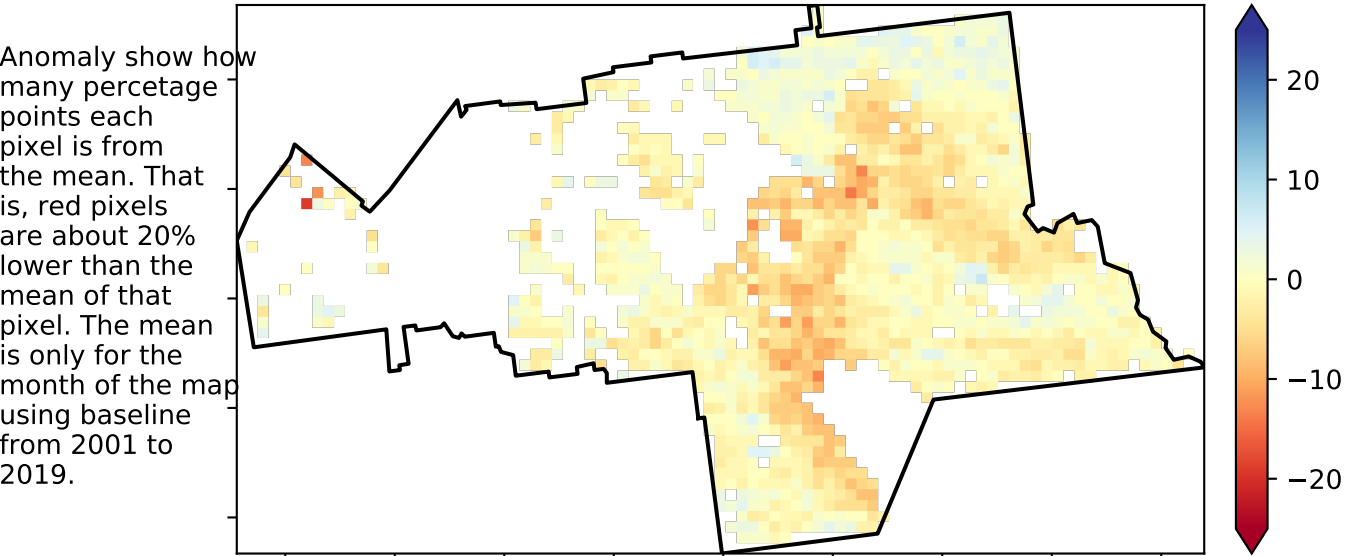 Anomaly show how
many percetage
points each
pixel is from
the mean. That
is, red pixels
are about 20%
lower than the
mean of that
pixel. The mean
is only for the
month of the map
using baseline
from 2001 to
2019.
20
10
0
−10
−20